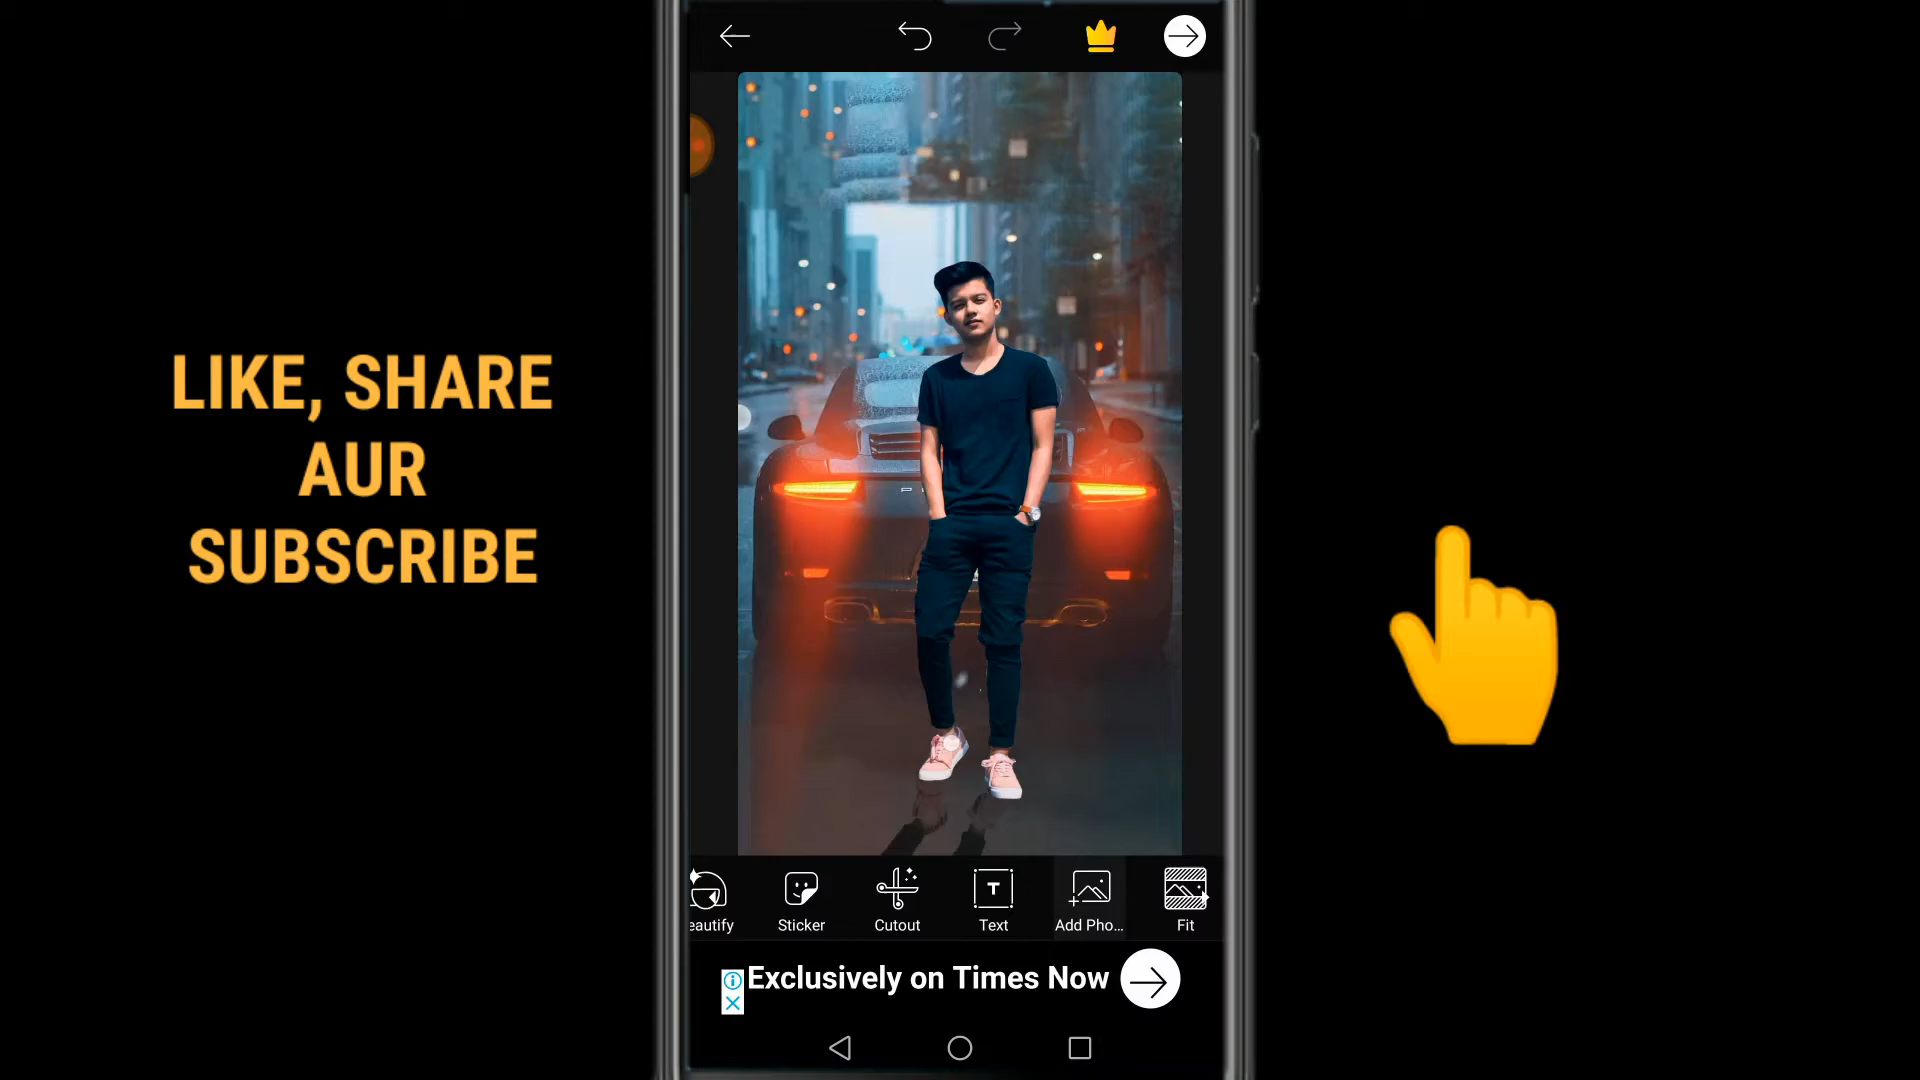 LIKE, SHARE
AUR
SUBSCRIBE
eautify
Sticker
Cutout
Text
Add Pho...
Fit
Exclusively on Times Now